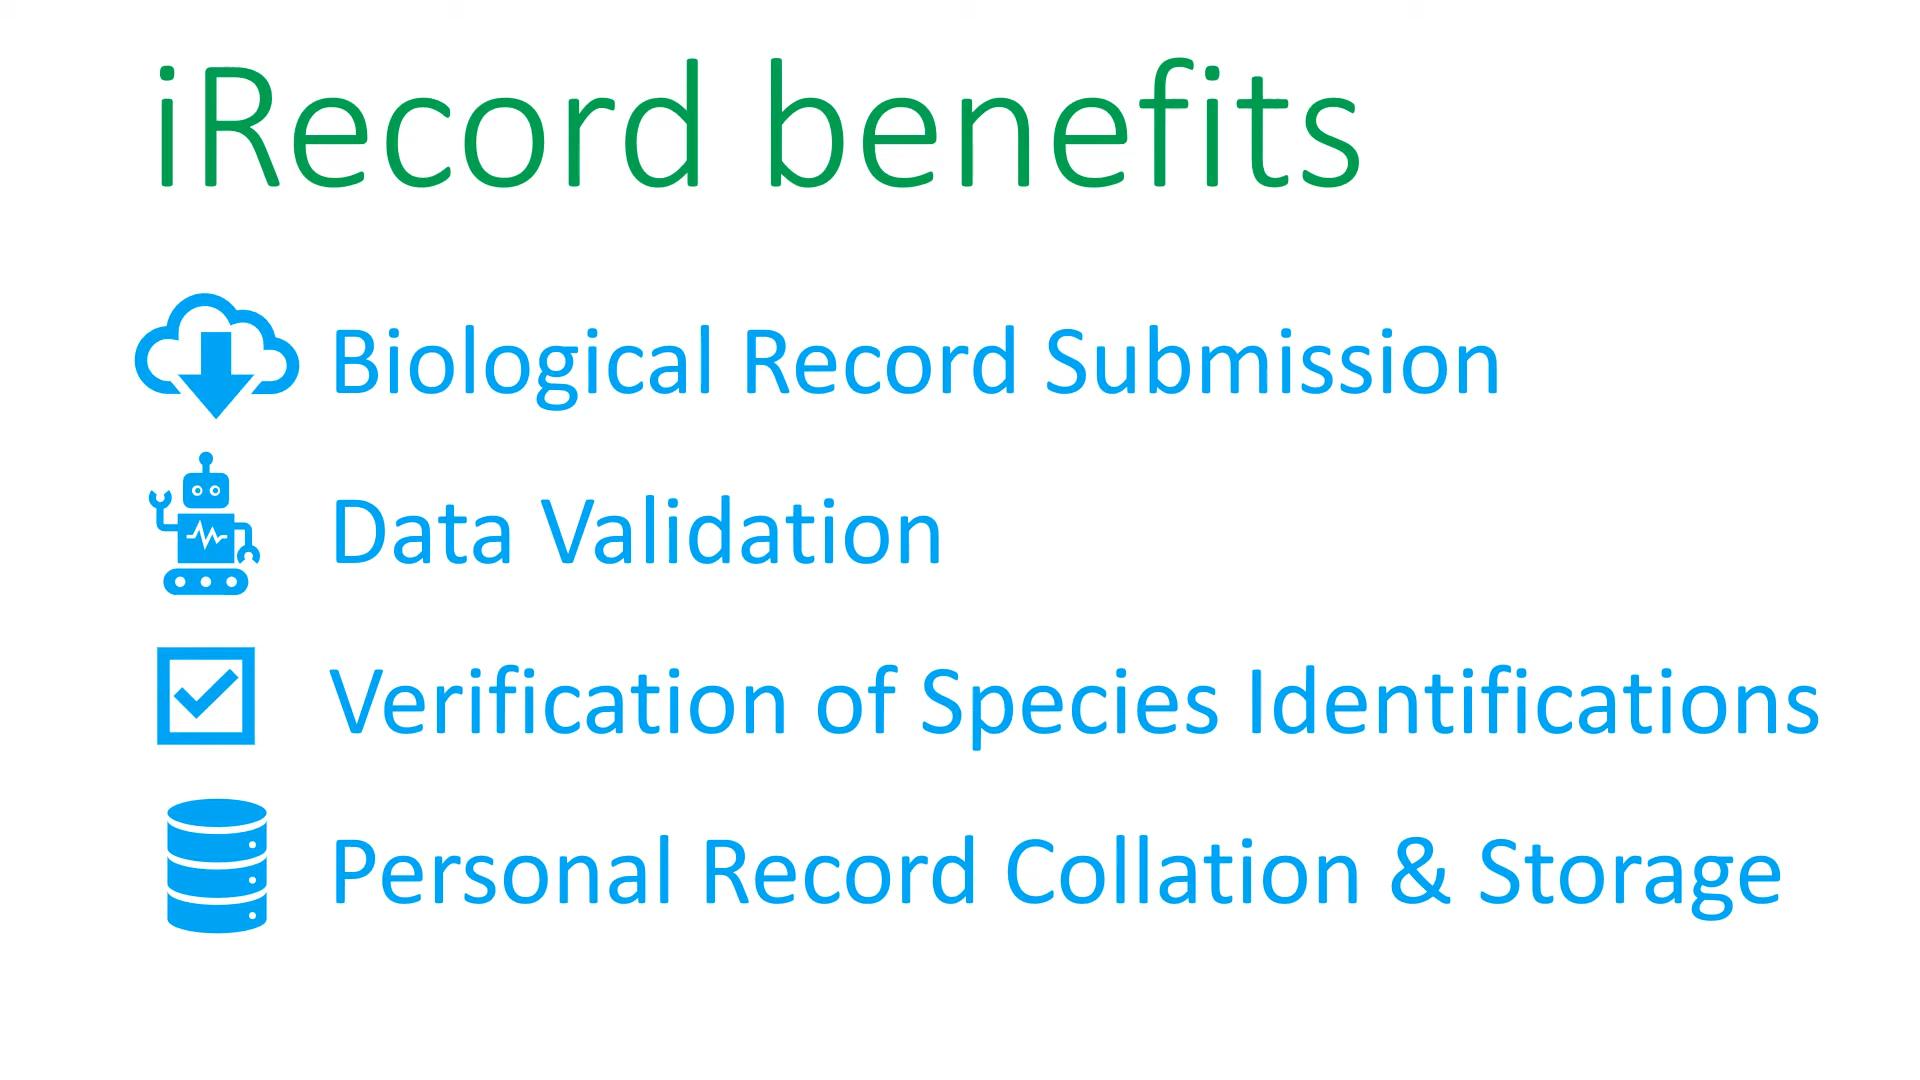 iRecord benefits
Biological Record Submission
Data Validation
Verification of Species Identifications
Personal Record Collation & Storage